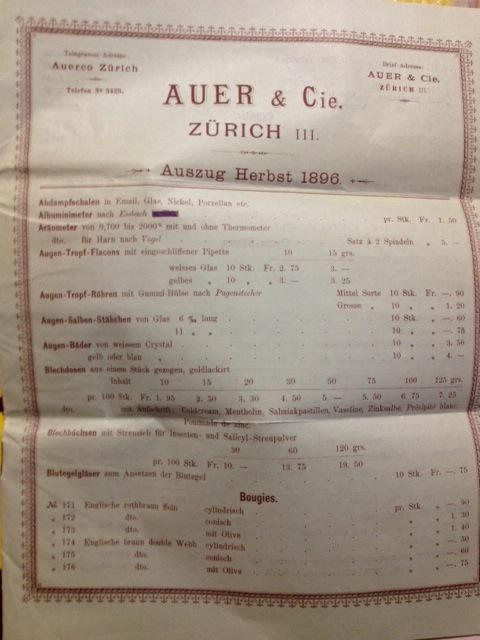 Telegramm-Adresse:
Auerco Zürich
Telefon Nº 5425.
Brief-Adresse:
AUER & Cie.
ZÜRICH III.
AUER & Cie.
ZÜRICH III.
Auszug Herbst 1896.
Abdampfschalen in Email, Glas, Nickel, Porzellan etc.
Albuminimeter nach Esbach . . . pr. Stk. Fr. 1. 50
Aräometer von 0,700 bis 2000° mit und ohne Thermometer
dto. für Harn nach Vogel . . . Satz à 2 Spindeln „ 5. —
Augen-Tropf-Flacons mit eingeschliffener Pipette 10 15 grs.
weisses Glas 10 Stk. Fr. 2. 75 3. —
gelbes „ 10 „ „ 3. — 3. 25
Augen-Tropf-Röhren mit Gummi-Hülse nach Pagenstecher Mittel Sorte 10 Stk. Fr. —. 90
Grosse „ 10 „ „ 1. 20
Augen-Salben-Stäbchen von Glas 6 c/m lang . . . 10 „ „ —. 60
11 „ „ . . . 10 „ „ —. 75
Augen-Bäder von weissem Crystal . . . 10 „ „ 3. 50
gelb oder blau . . . 10 „ „ 4. —
Blechdosen aus einem Stück gezogen, goldlackirt
Inhalt 10 15 20 30 50 75 100 125 grs.
pr. 100 Stk. Fr. 1. 95 2. 50 3. 30 4. 50 5. — 5. 50 6. 75 7. 25
dto. mit Aufschrift: Coldcream, Mentholin, Salmiakpastillen, Vaseline, Zinksalbe, Précipité blanc.
Pommade de zinc.
Blechbüchsen mit Streusieb für Insecten- und Salicyl-Streupulver
30 60 120 grs.
pr. 100 Stk. Fr. 10. — 13. 75 19. 50
Blutegelgläser zum Ansetzen der Blutegel . . . 10 Stk. Fr. —. 75
Bougies.
№ 171 Englische rothbraun fein cylindrisch . . . pr. Stk. „ —. 90
„ 172 dto. conisch . . . „ „ 1. 30
„ 173 dto. mit Olive . . . „ „ 1. 40
„ 174 Englische braun double Webb cylindrisch . . . „ „ —. 50
„ 175 dto. conisch . . . „ „ —. 60
„ 176 dto. mit Olive . . . „ „ —. 75